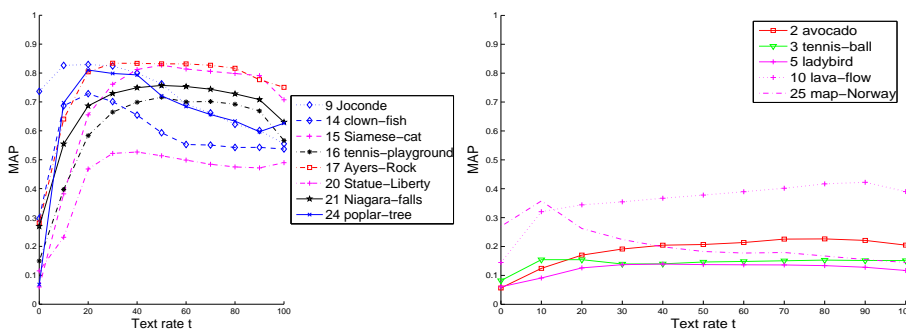 1
0.9
0.8
0.7
0.6
0.5
0.4
0.3
0.2
0.1
0
MAP
0 20 40 60 80 100
Text rate t
9 Joconde
14 clown−fish
15 Siamese−cat
16 tennis−playground
17 Ayers−Rock
20 Statue−Liberty
21 Niagara−falls
24 poplar−tree
1
0.9
0.8
0.7
0.6
0.5
0.4
0.3
0.2
0.1
0
MAP
0 10 20 30 40 50 60 70 80 90 100
Text rate t
2 avocado
3 tennis−ball
5 ladybird
10 lava−flow
25 map−Norway